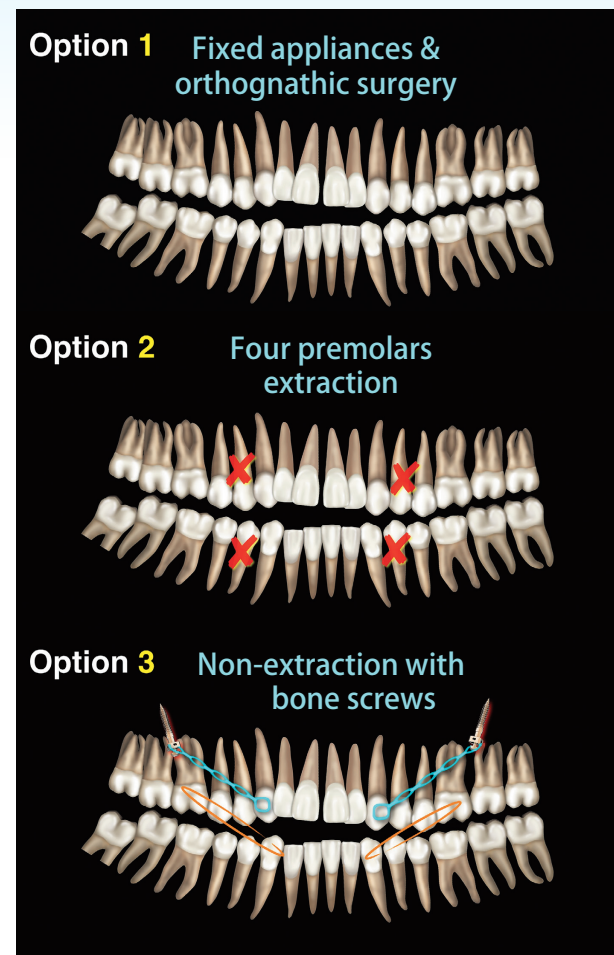 Option 1
Fixed appliances &
orthognathic surgery
Option 2
Four premolars
extraction
Option 3
Non-extraction with
bone screws